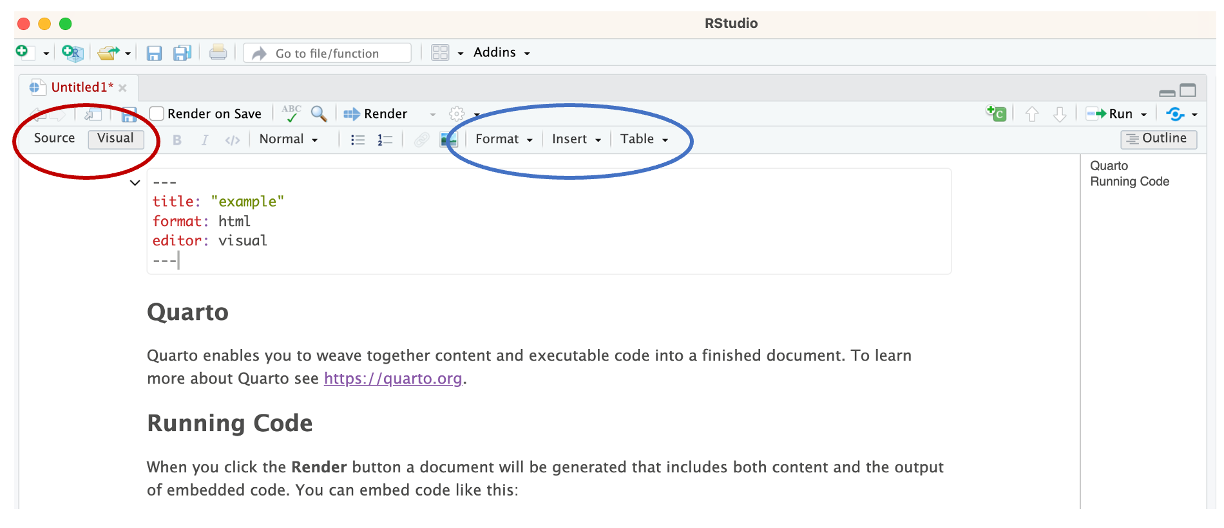 RStudio
Go to file/function
Addins
Untitled1*
Render on Save
ABC
Render
Run
Source
Visual
B
I
</>
Normal
Format
Insert
Table
Outline
Quarto
Running Code
---
title: "example"
format: html
editor: visual
---
Quarto
Quarto enables you to weave together content and executable code into a finished document. To learn
more about Quarto see https://quarto.org.
Running Code
When you click the Render button a document will be generated that includes both content and the output
of embedded code. You can embed code like this: